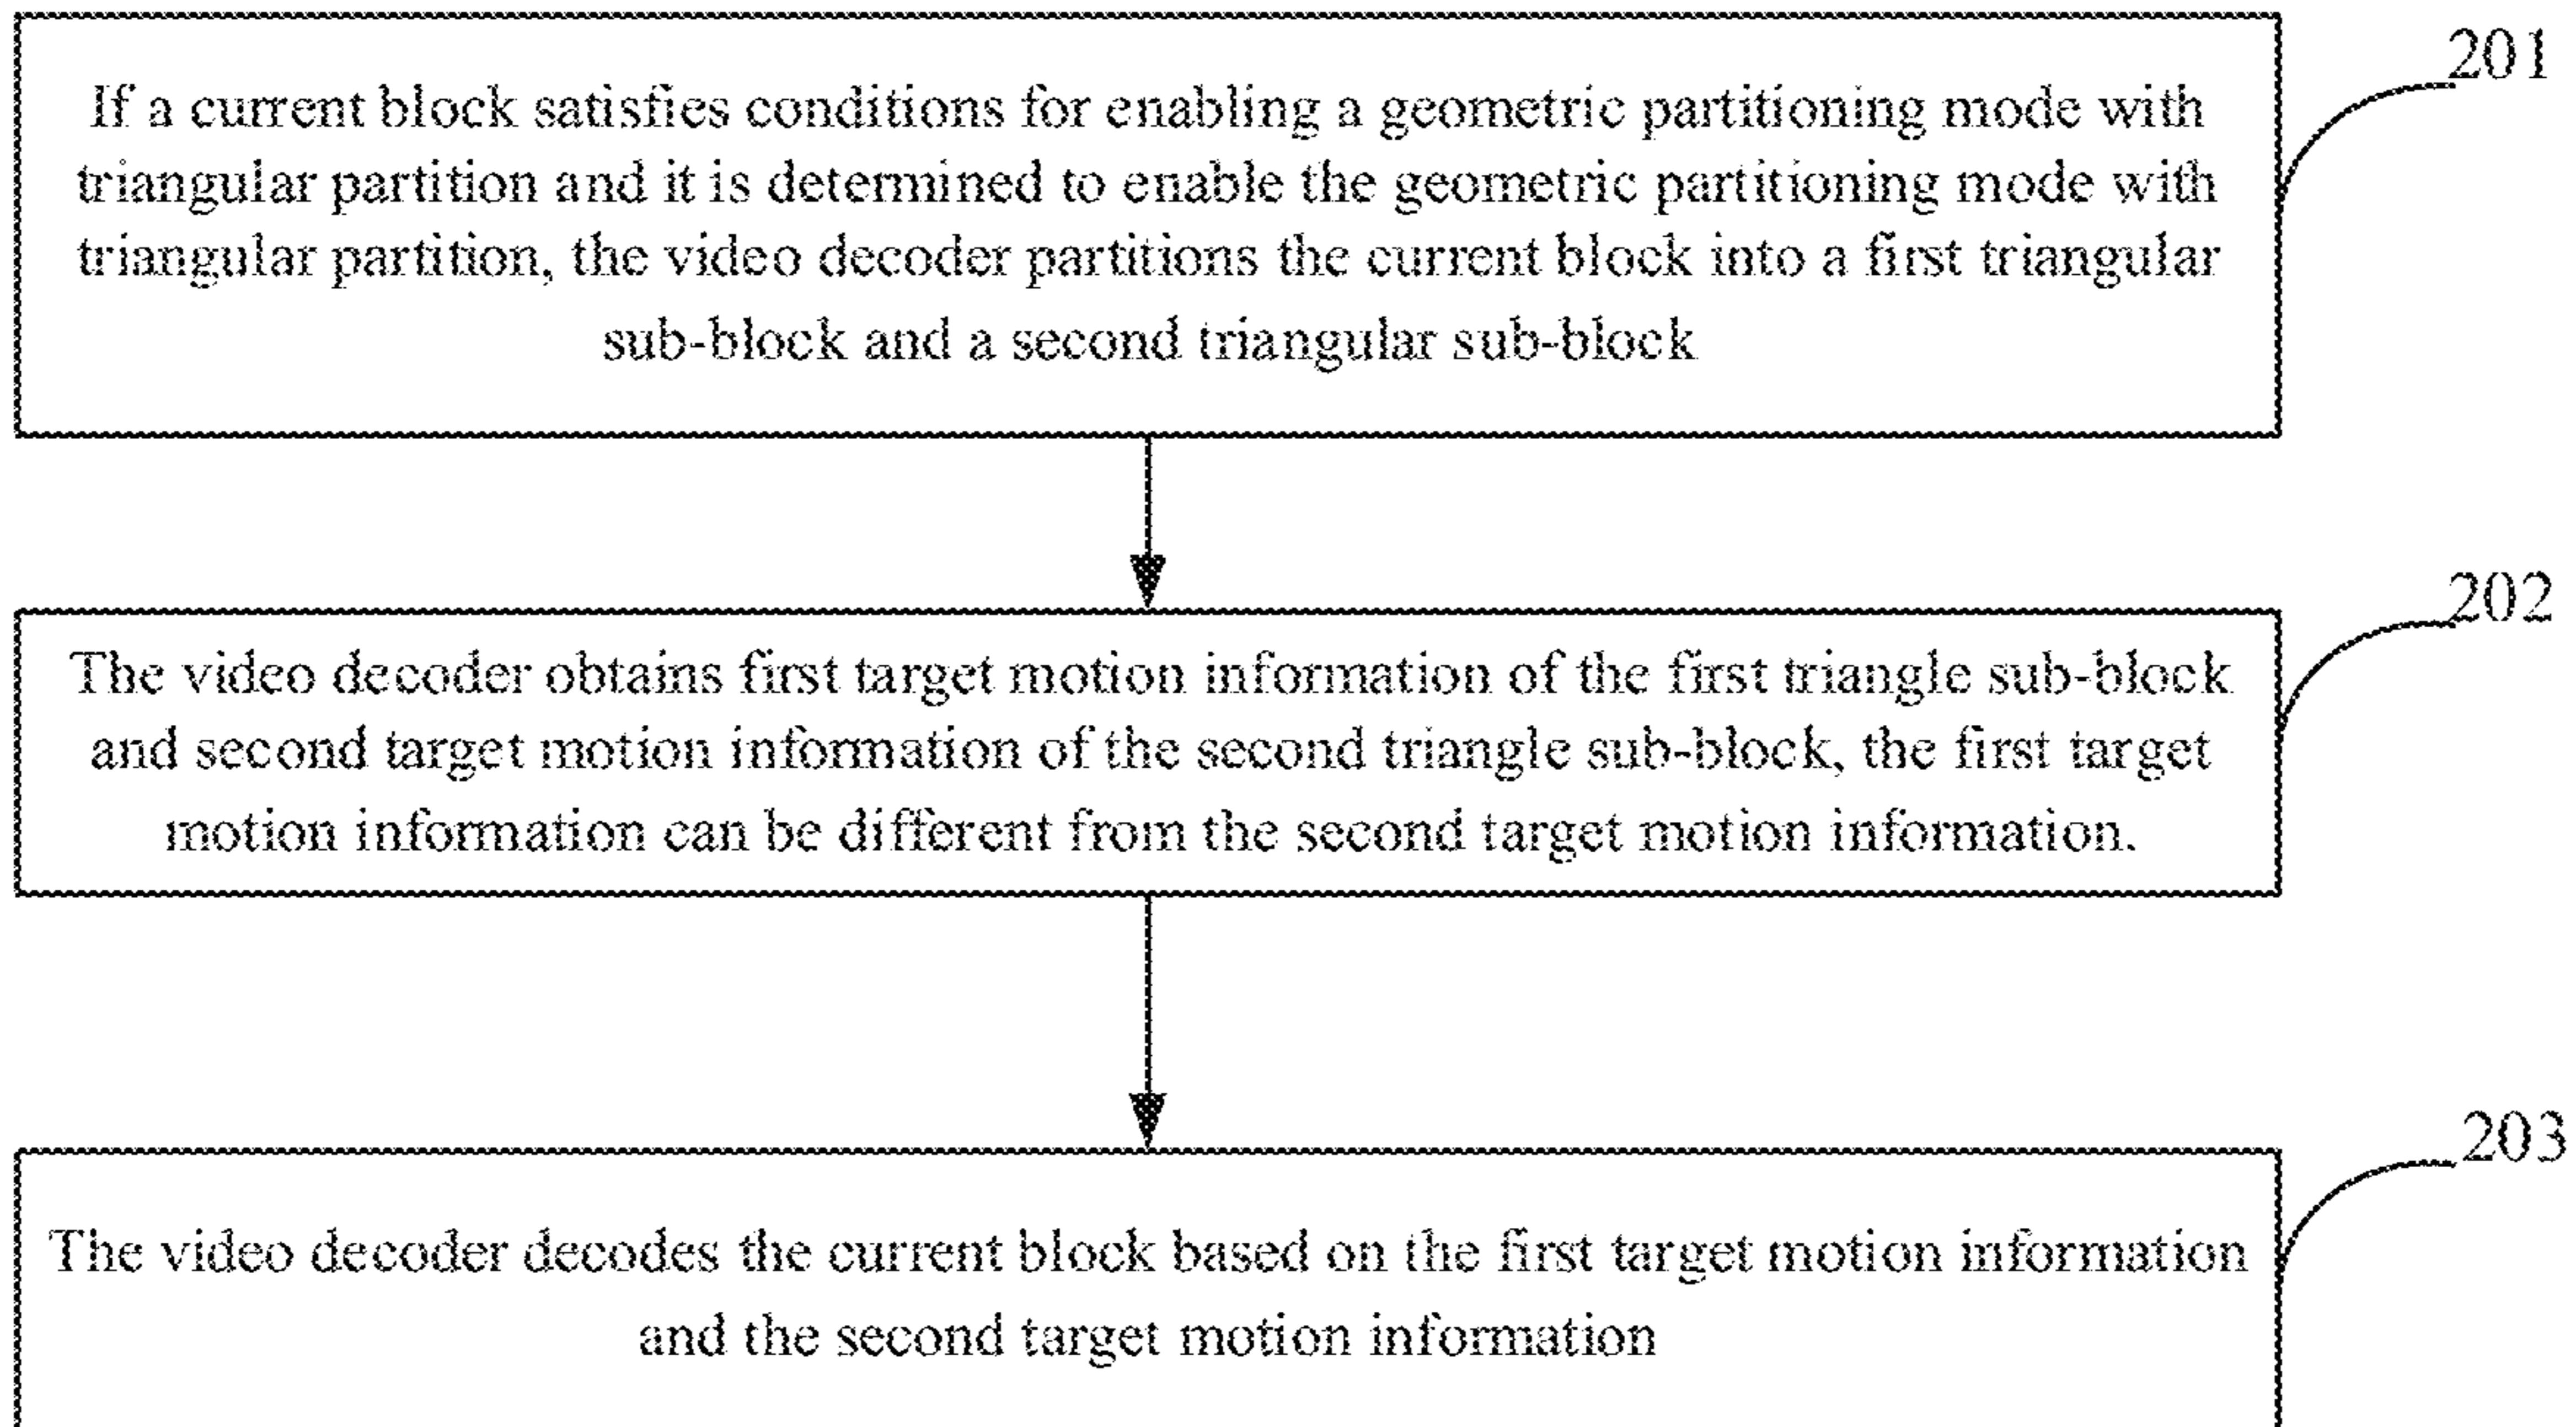 201
If a current block satisfies conditions for enabling a geometric partitioning mode with
triangular partition and it is determined to enable the geometric partitioning mode with
triangular partition, the video decoder partitions the current block into a first triangular
sub-block and a second triangular sub-block
202
The video decoder obtains first target motion information of the first triangle sub-block
and second target motion information of the second triangle sub-block, the first target
motion information can be different from the second target motion information.
203
The video decoder decodes the current block based on the first target motion information
and the second target motion information